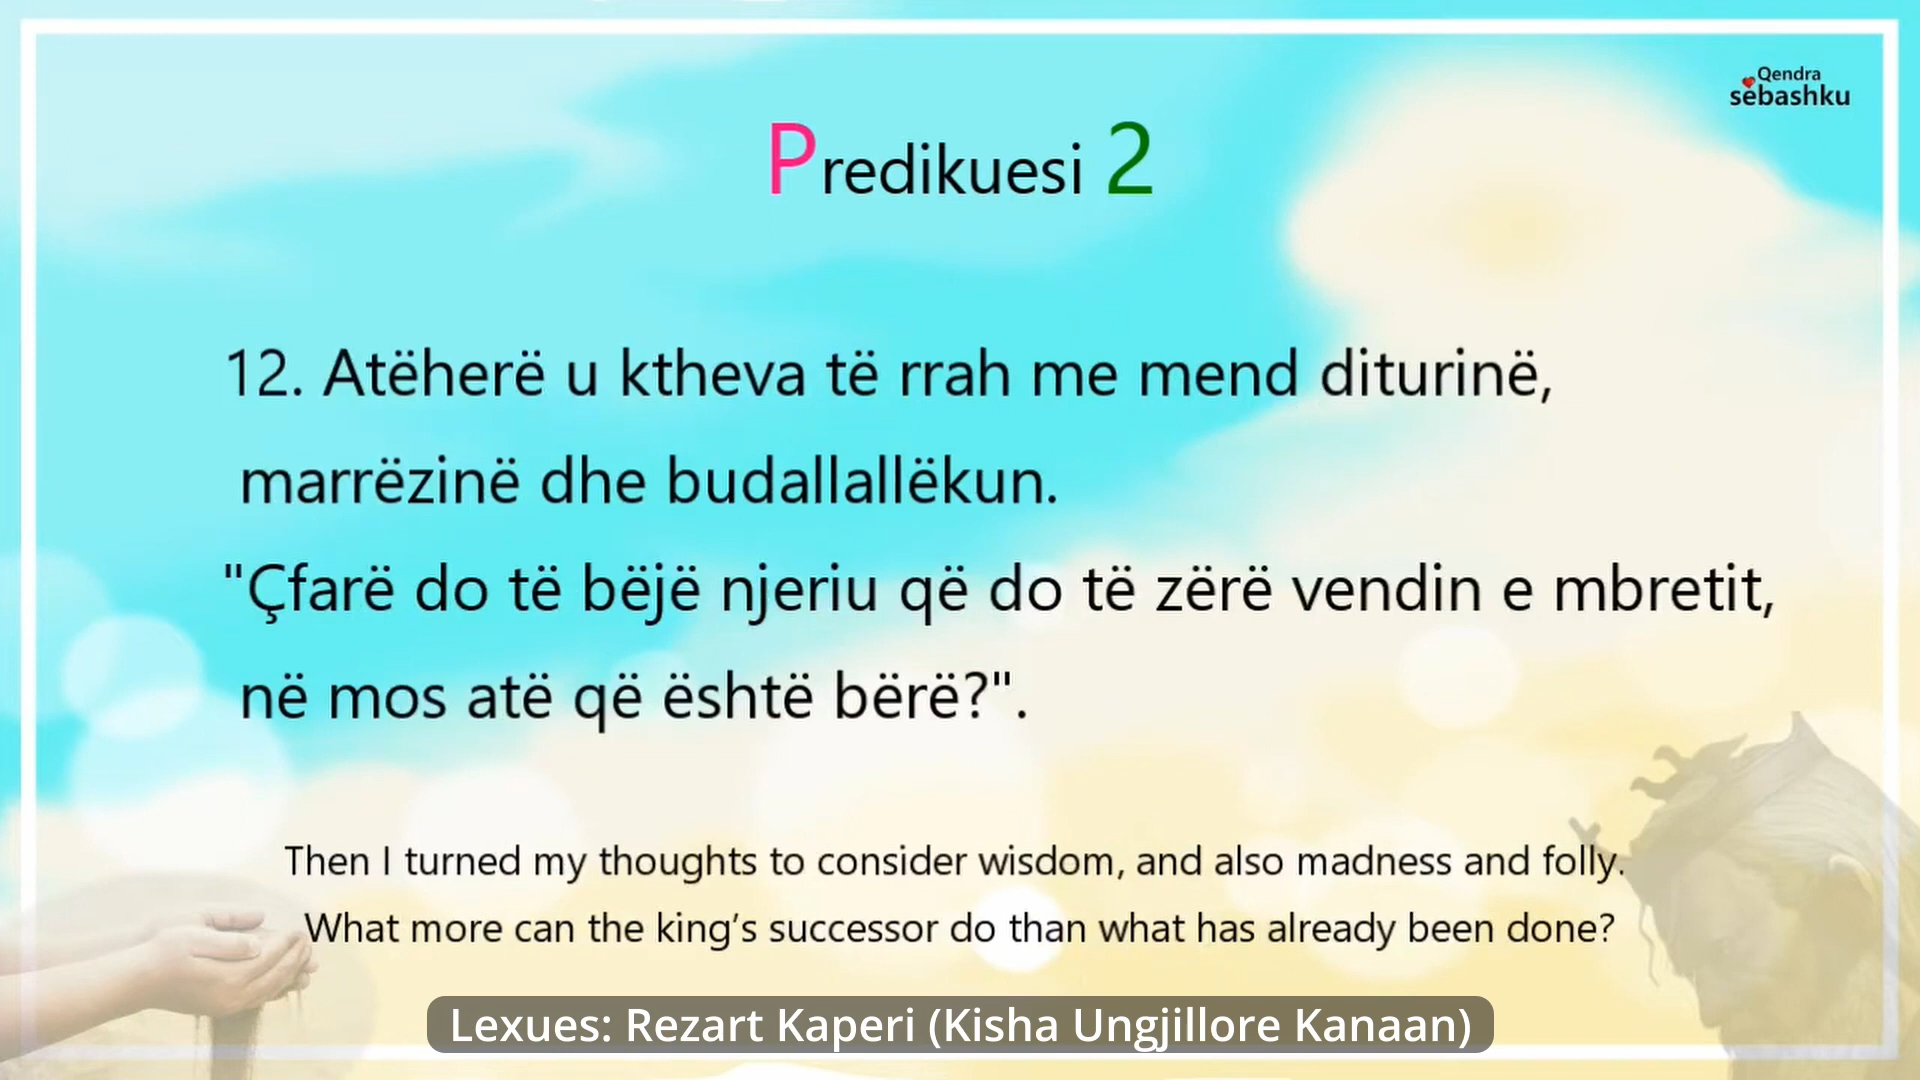 Qendra
sëbashku
Predikuesi 2
12. Atëherë u ktheva të rrah me mend diturinë,
marrëzinë dhe budallallëkun.
"Çfarë do të bëjë njeriu që do të zërë vendin e mbretit,
në mos atë që është bërë?".
Then I turned my thoughts to consider wisdom, and also madness and folly.
What more can the king’s successor do than what has already been done?
Lexues: Rezart Kaperi (Kisha Ungjillore Kanaan)